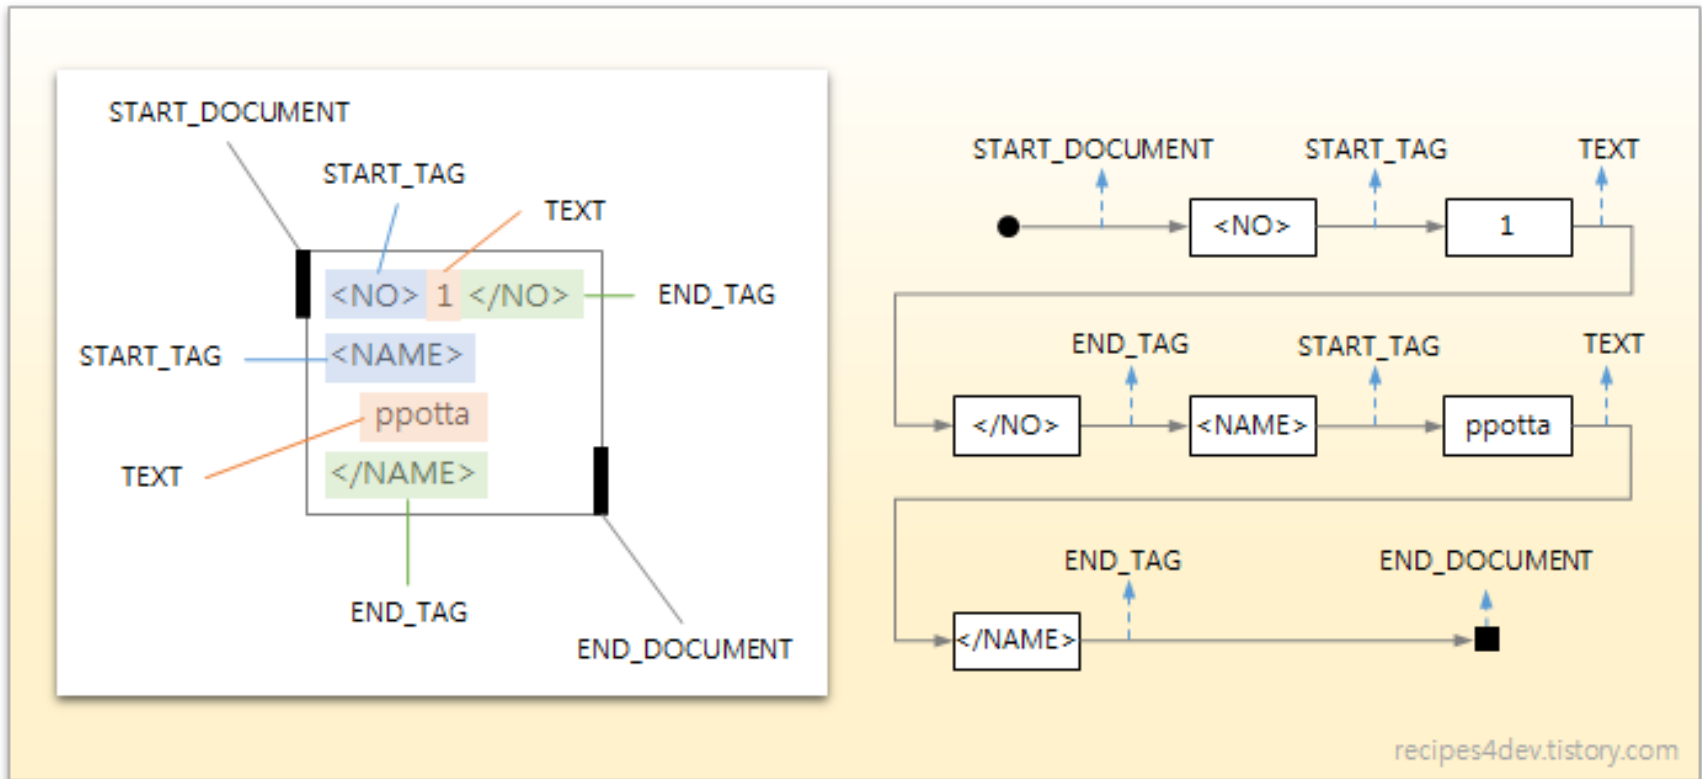 START_DOCUMENT
START_TAG
TEXT
<NO> 1 </NO>
END_TAG
START_TAG
<NAME>
ppotta
TEXT
</NAME>
END_TAG
END_DOCUMENT
START_DOCUMENT
START_TAG
TEXT
<NO>
1
END_TAG
START_TAG
TEXT
</NO>
<NAME>
ppotta
END_TAG
END_DOCUMENT
</NAME>
recipes4dev.tistory.com